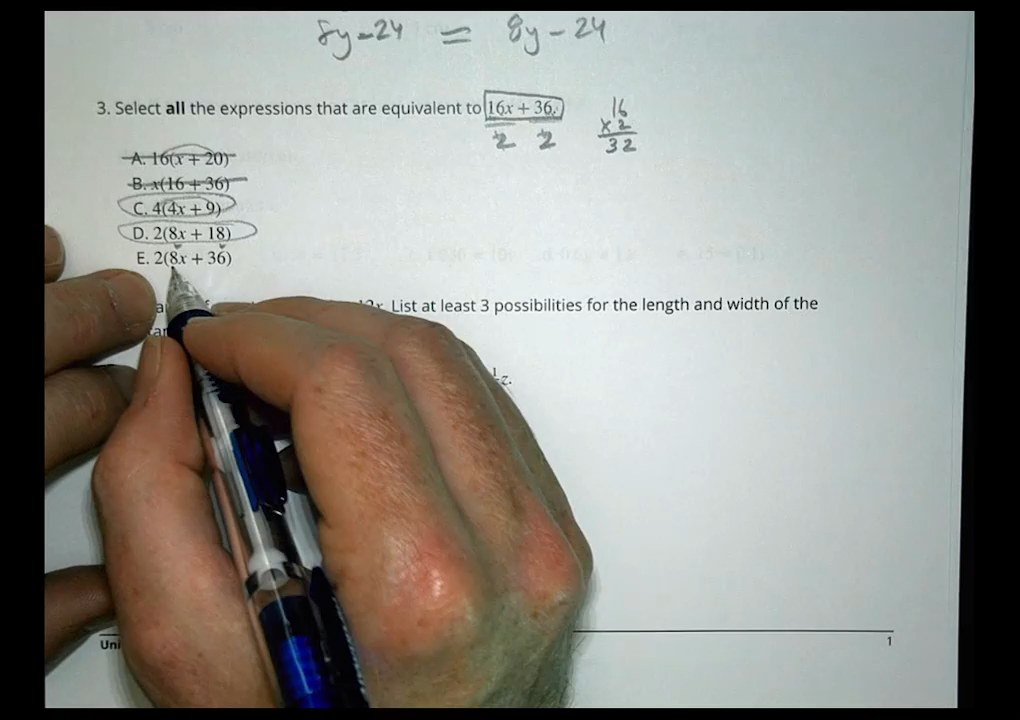 8y-24 = 8y-24
3. Select all the expressions that are equivalent to 16x + 36.
2 2
16
x 2
32
A. 16(x + 20)
B. x(16 + 36)
C. 4(4x + 9)
D. 2(8x + 18)
E. 2(8x + 36)
List at least 3 possibilities for the length and width of the
Uni
1